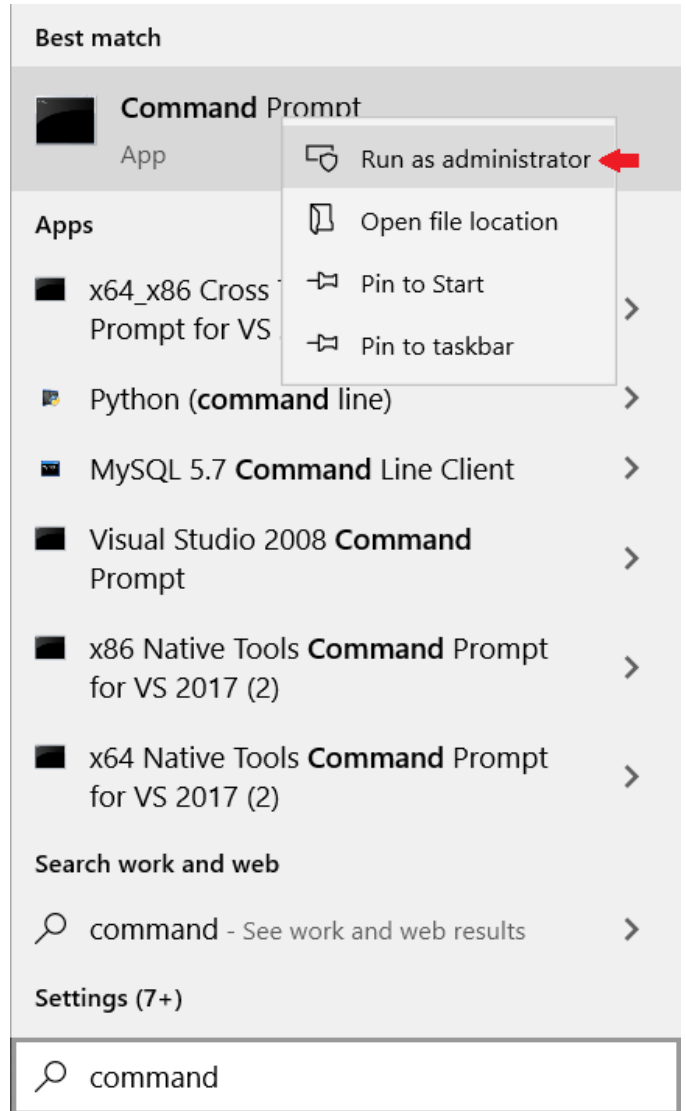 Best match
Command Prompt
App
Run as administrator
Open file location
Pin to Start
Pin to taskbar
Apps
x64_x86 Cross
Prompt for VS
Python (command line)
MySQL 5.7 Command Line Client
Visual Studio 2008 Command
Prompt
x86 Native Tools Command Prompt
for VS 2017 (2)
x64 Native Tools Command Prompt
for VS 2017 (2)
Search work and web
command - See work and web results
Settings (7+)
command